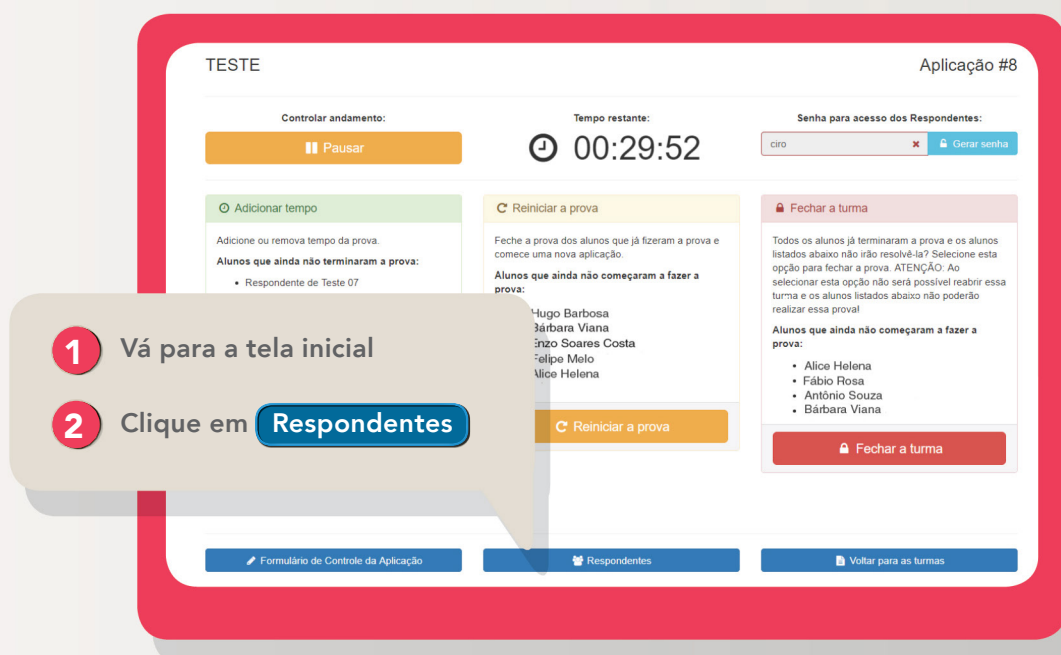 TESTE
Aplicação #8
Controlar andamento:
Pausar
Tempo restante:
00:29:52
Senha para acesso dos Respondentes:
ciro
Gerar senha
Adicionar tempo
Adicione ou remova tempo da prova.
Alunos que ainda não terminaram a prova:
Respondente de Teste 07
Reiniciar a prova
Feche a prova dos alunos que já fizeram a prova e
comece uma nova aplicação.
Alunos que ainda não começaram a fazer a
prova:
Hugo Barbosa
Bárbara Viana
Enzo Soares Costa
Felipe Melo
Alice Helena
Reiniciar a prova
Fechar a turma
Todos os alunos já terminaram a prova e os alunos
listados abaixo não irão resolvê-la? Selecione esta
opção para fechar a prova. ATENÇÃO: Ao
selecionar esta opção não será possível reabrir essa
turma e os alunos listados abaixo não poderão
realizar essa prova!
Alunos que ainda não começaram a fazer a
prova:
Alice Helena
Fábio Rosa
Antônio Souza
Bárbara Viana
Fechar a turma
1 Vá para a tela inicial
2 Clique em Respondentes
Formulário de Controle da Aplicação
Respondentes
Voltar para as turmas